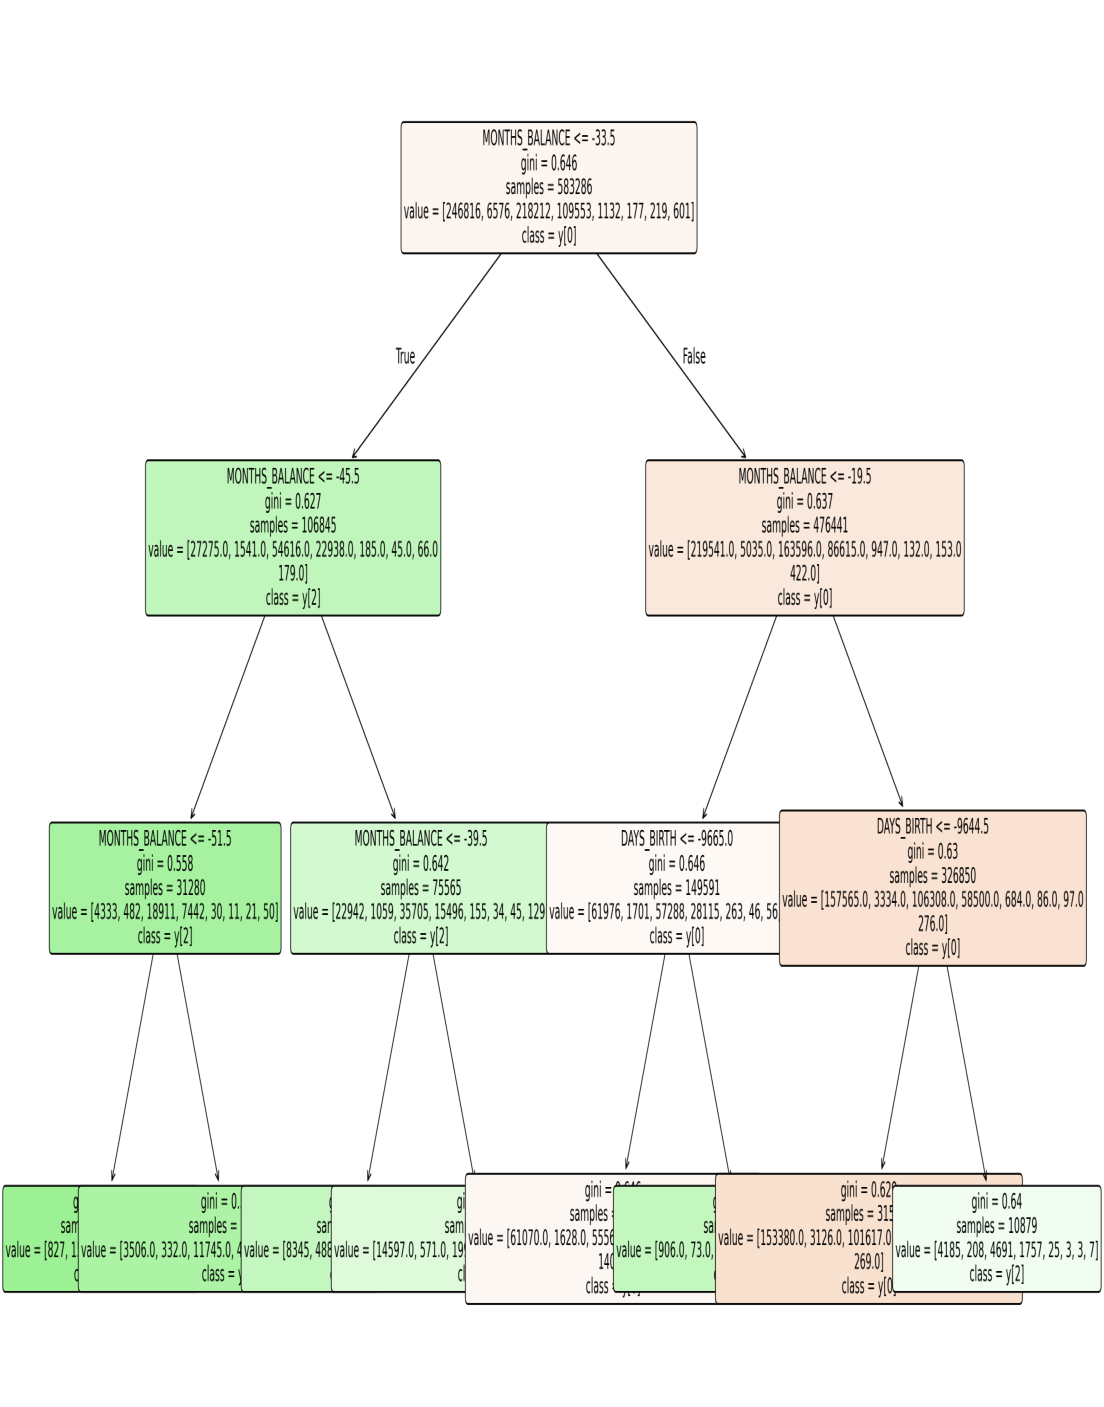 MONTHS_BALANCE <= -33.5
gini = 0.646
samples = 583286
value = [246816, 6576, 218212, 109553, 1132, 177, 219, 601]
class = y[0]
True
False
MONTHS_BALANCE <= -45.5
gini = 0.627
samples = 106845
value = [27275.0, 1541.0, 54616.0, 22938.0, 185.0, 45.0, 66.0
179.0]
class = y[2]
MONTHS_BALANCE <= -19.5
gini = 0.637
samples = 476441
value = [219541.0, 5035.0, 163596.0, 86615.0, 947.0, 132.0, 153.0
422.0]
class = y[0]
MONTHS_BALANCE <= -51.5
gini = 0.558
samples = 31280
value = [4333, 482, 18911, 7442, 30, 11, 21, 50]
class = y[2]
MONTHS_BALANCE <= -39.5
gini = 0.642
samples = 75565
value = [22942, 1059, 35705, 15496, 155, 34, 45, 129
class = y[2]
DAYS_BIRTH <= -9665.0
gini = 0.646
samples = 149591
value = [61976, 1701, 57288, 28115, 263, 46, 56
class = y[0]
DAYS_BIRTH <= -9644.5
gini = 0.63
samples = 326850
value = [157565.0, 3334.0, 106308.0, 58500.0, 684.0, 86.0, 97.0
276.0]
class = y[0]
value = [827,
gini = 0.
samples =
value = [3506.0, 332.0, 11745.0,
class =
value = [8345, 488
value = [14597.0, 571.0,
gini =
samples
value = [61070.0, 1628.0,
class
value = [906.0, 73.0,
gini =
samples =
value = [153380.0, 3126.0, 101617.0
269.0]
class =
gini = 0.64
samples = 10879
value = [4185, 208, 4691, 1757, 25, 3, 3, 7]
class = y[2]